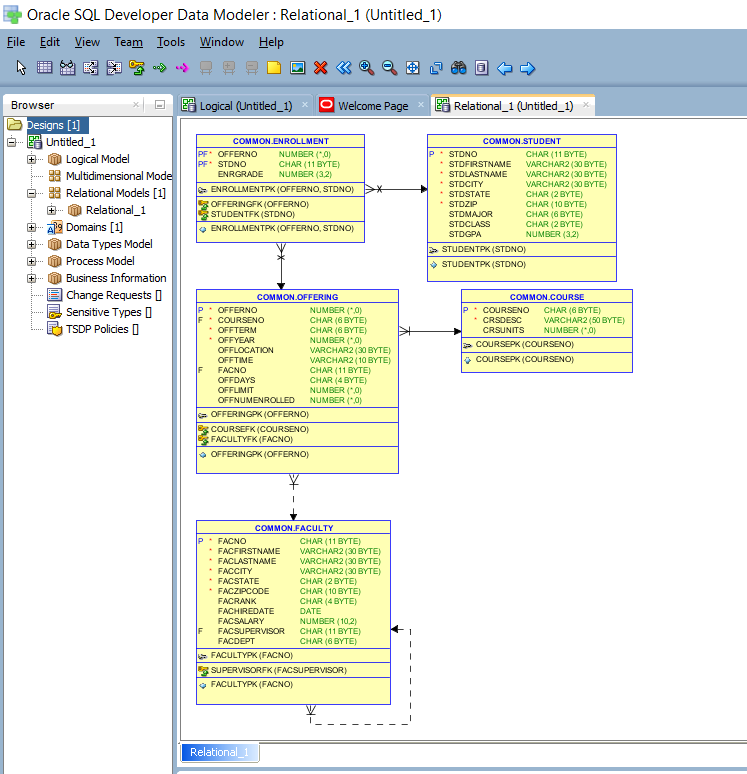 Oracle SQL Developer Data Modeler : Relational_1 (Untitled_1)
File Edit View Team Tools Window Help
Browser
Designs [1]
Untitled_1
Logical Model
Multidimensional Mode
Relational Models [1]
Relational_1
Domains [1]
Data Types Model
Process Model
Business Information
Change Requests []
Sensitive Types []
TSDP Policies []
Logical (Untitled_1) Welcome Page Relational_1 (Untitled_1)
COMMON.ENROLLMENT
PF* OFFERNO NUMBER (*,0)
PF* STDNO CHAR (11 BYTE)
ENRGRADE NUMBER (3,2)
ENROLLMENTPK (OFFERNO, STDNO)
OFFERINGFK (OFFERNO)
STUDENTFK (STDNO)
ENROLLMENTPK (OFFERNO, STDNO)
COMMON.STUDENT
P * STDNO CHAR (11 BYTE)
* STDFIRSTNAME VARCHAR2 (30 BYTE)
* STDLASTNAME VARCHAR2 (30 BYTE)
* STDCITY VARCHAR2 (30 BYTE)
* STDSTATE CHAR (2 BYTE)
* STDZIP CHAR (10 BYTE)
STDMAJOR CHAR (6 BYTE)
STDCLASS CHAR (2 BYTE)
STDGPA NUMBER (3,2)
STUDENTPK (STDNO)
STUDENTPK (STDNO)
COMMON.OFFERING
P * OFFERNO NUMBER (*,0)
F * COURSENO CHAR (6 BYTE)
* OFFTERM CHAR (6 BYTE)
* OFFYEAR NUMBER (*,0)
OFFLOCATION VARCHAR2 (30 BYTE)
OFFTIME VARCHAR2 (10 BYTE)
F FACNO CHAR (11 BYTE)
OFFDAYS CHAR (4 BYTE)
OFFLIMIT NUMBER (*,0)
OFFNUMENROLLED NUMBER (*,0)
OFFERINGPK (OFFERNO)
COURSEFK (COURSENO)
FACULTYFK (FACNO)
OFFERINGPK (OFFERNO)
COMMON.COURSE
P * COURSENO CHAR (6 BYTE)
* CRSDESC VARCHAR2 (50 BYTE)
CRSUNITS NUMBER (*,0)
COURSEPK (COURSENO)
COURSEPK (COURSENO)
COMMON.FACULTY
P * FACNO CHAR (11 BYTE)
* FACFIRSTNAME VARCHAR2 (30 BYTE)
* FACLASTNAME VARCHAR2 (30 BYTE)
* FACCITY VARCHAR2 (30 BYTE)
* FACSTATE CHAR (2 BYTE)
* FACZIPCODE CHAR (10 BYTE)
FACRANK CHAR (4 BYTE)
FACHIREDATE DATE
FACSALARY NUMBER (10,2)
F FACSUPERVISOR CHAR (11 BYTE)
FACDEPT CHAR (6 BYTE)
FACULTYPK (FACNO)
SUPERVISORFK (FACSUPERVISOR)
FACULTYPK (FACNO)
Relational_1